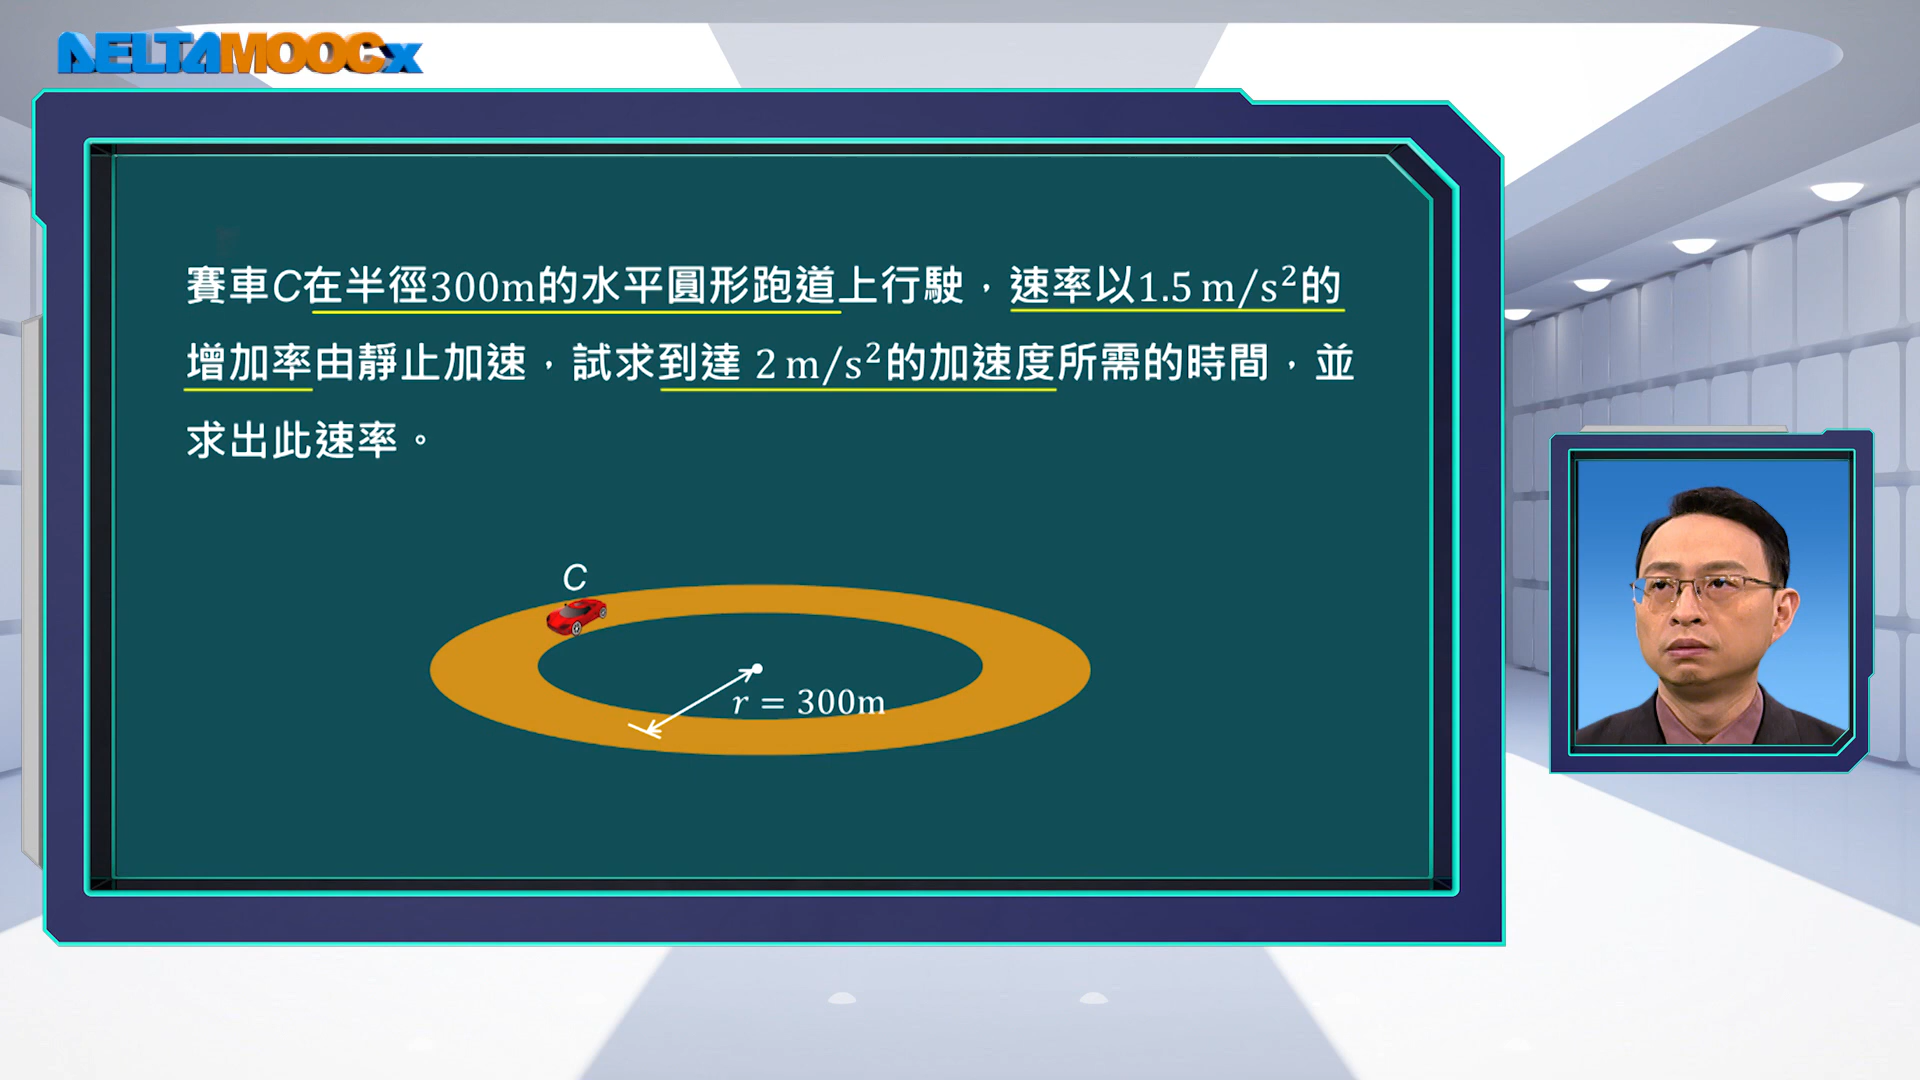 DELTAMOOCx
賽車C在半徑300m的水平圓形跑道上行駛，速率以1.5 m/s²的
增加率由靜止加速，試求到達 2 m/s²的加速度所需的時間，並
求出此速率。
C
r = 300m